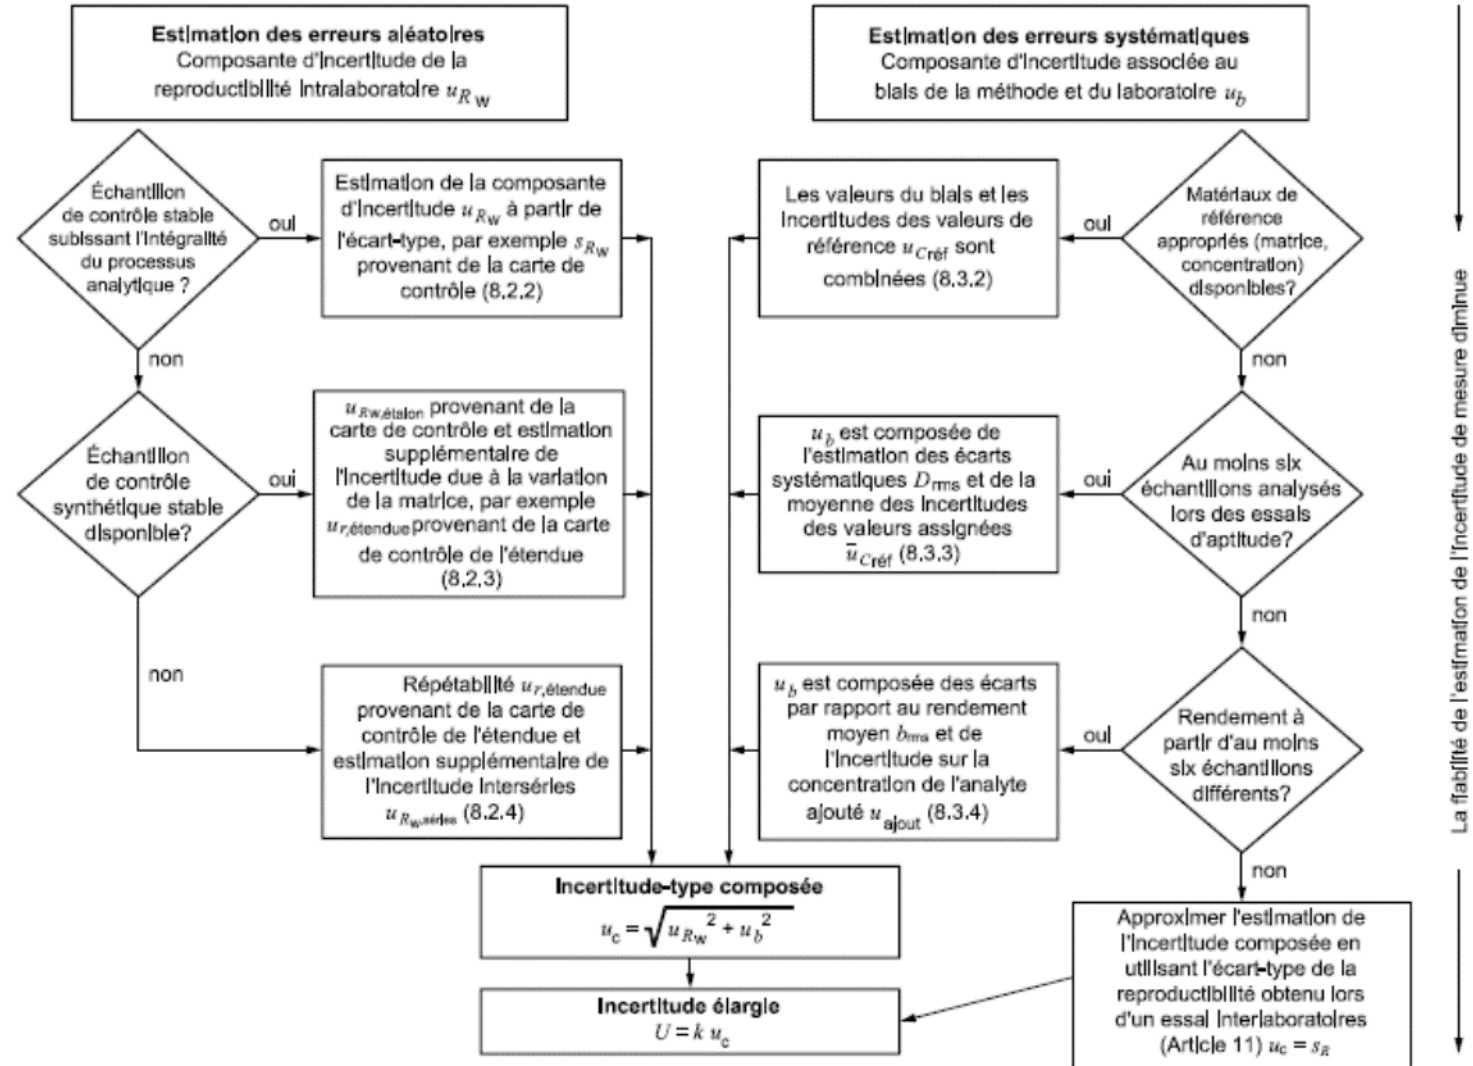 Estimation des erreurs aléatoires
Composante d'incertitude de la
reproductibilité intralaboratoire u_Rw
Estimation des erreurs systématiques
Composante d'incertitude associée au
biais de la méthode et du laboratoire u_b
Échantillon
de contrôle stable
subissant l'intégralité
du processus
analytique ?
oui
Estimation de la composante
d'incertitude u_Rw à partir de
l'écart-type, par exemple s_Rw
provenant de la carte de
contrôle (8.2.2)
Les valeurs du biais et les
incertitudes des valeurs de
référence u_Créf sont
combinées (8.3.2)
oui
Matériaux de
référence
appropriés (matrice,
concentration)
disponibles?
non
non
Échantillon
de contrôle
synthétique stable
disponible?
oui
u_Rw,étalon provenant de la
carte de contrôle et estimation
supplémentaire de
l'incertitude due à la variation
de la matrice, par exemple
u_r,étendue provenant de la carte
de contrôle de l'étendue
(8.2.3)
u_b est composée de
l'estimation des écarts
systématiques D_rms et de la
moyenne des incertitudes
des valeurs assignées
u̅_Créf (8.3.3)
oui
Au moins six
échantillons analysés
lors des essais
d'aptitude?
non
non
Répétabilité u_r,étendue
provenant de la carte de
contrôle de l'étendue et
estimation supplémentaire de
l'incertitude interséries
u_Rw,séries (8.2.4)
u_b est composée des écarts
par rapport au rendement
moyen b_rms et de
l'incertitude sur la
concentration de l'analyte
ajouté u_ajout (8.3.4)
oui
Rendement à
partir d'au moins
six échantillons
différents?
non
Incertitude-type composée
u_c = √(u_Rw² + u_b²)
Incertitude élargie
U = k u_c
Approximer l'estimation de
l'incertitude composée en
utilisant l'écart-type de la
reproductibilité obtenu lors
d'un essai interlaboratoires
(Article 11) u_c = s_R
La fiabilité de l'estimation de l'incertitude de mesure diminue